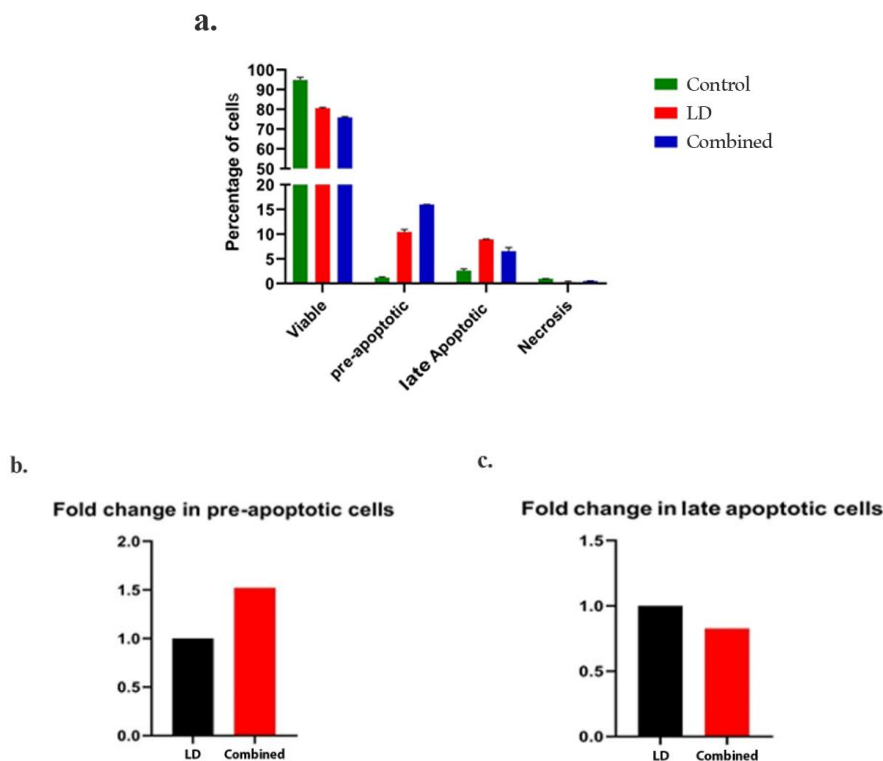 a.
Percentage of cells
100
90
80
70
60
50
20
15
10
5
0
Viable
pre-apoptotic
late Apoptotic
Necrosis
Control
LD
Combined
b.
Fold change in pre-apoptotic cells
2.0
1.5
1.0
0.5
0.0
LD Combined
c.
Fold change in late apoptotic cells
1.5
1.0
0.5
0.0
LD Combined